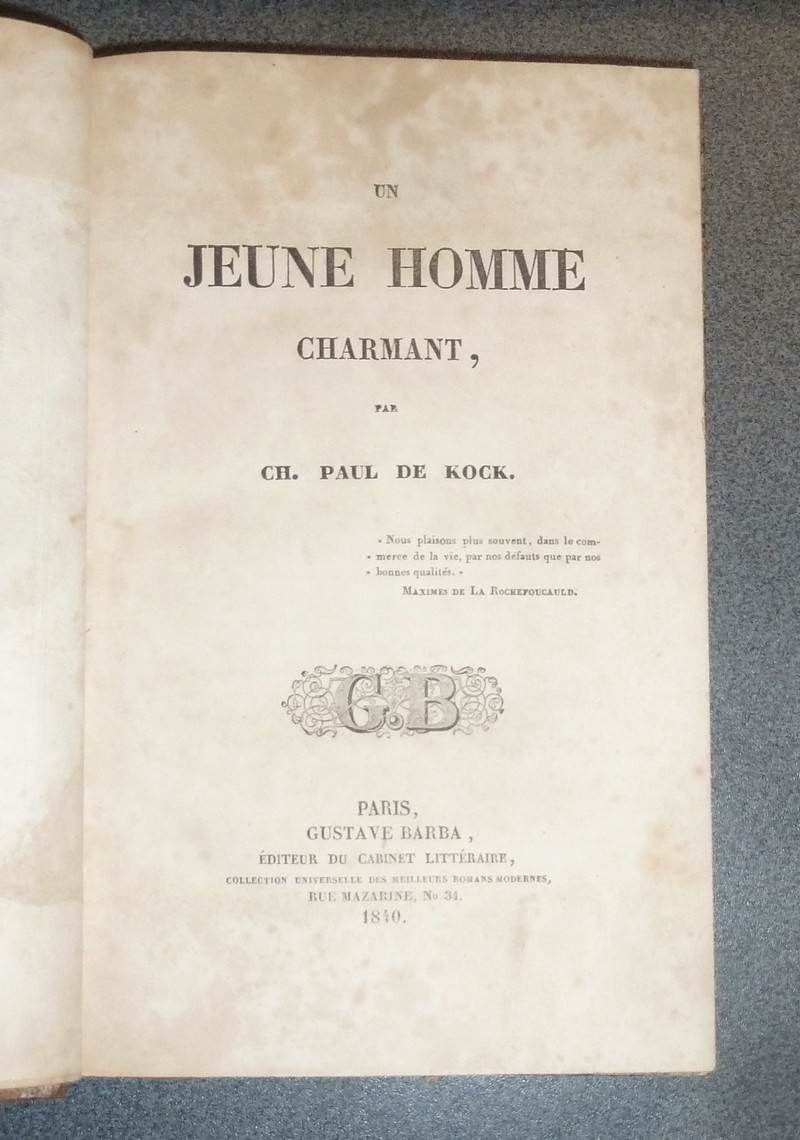 UN
JEUNE HOMME
CHARMANT,
PAR
CH. PAUL DE KOCK.
« Nous plaisons plus souvent, dans le com-
« merce de la vie, par nos défauts que par nos
« bonnes qualités. »
MAXIMES DE LA ROCHEFOUCAULD.
G.B
PARIS,
GUSTAVE BARBA,
ÉDITEUR DU CABINET LITTÉRAIRE,
COLLECTION UNIVERSELLE DES MEILLEURS ROMANS MODERNES,
RUE MAZARINE, No 34.
1840.